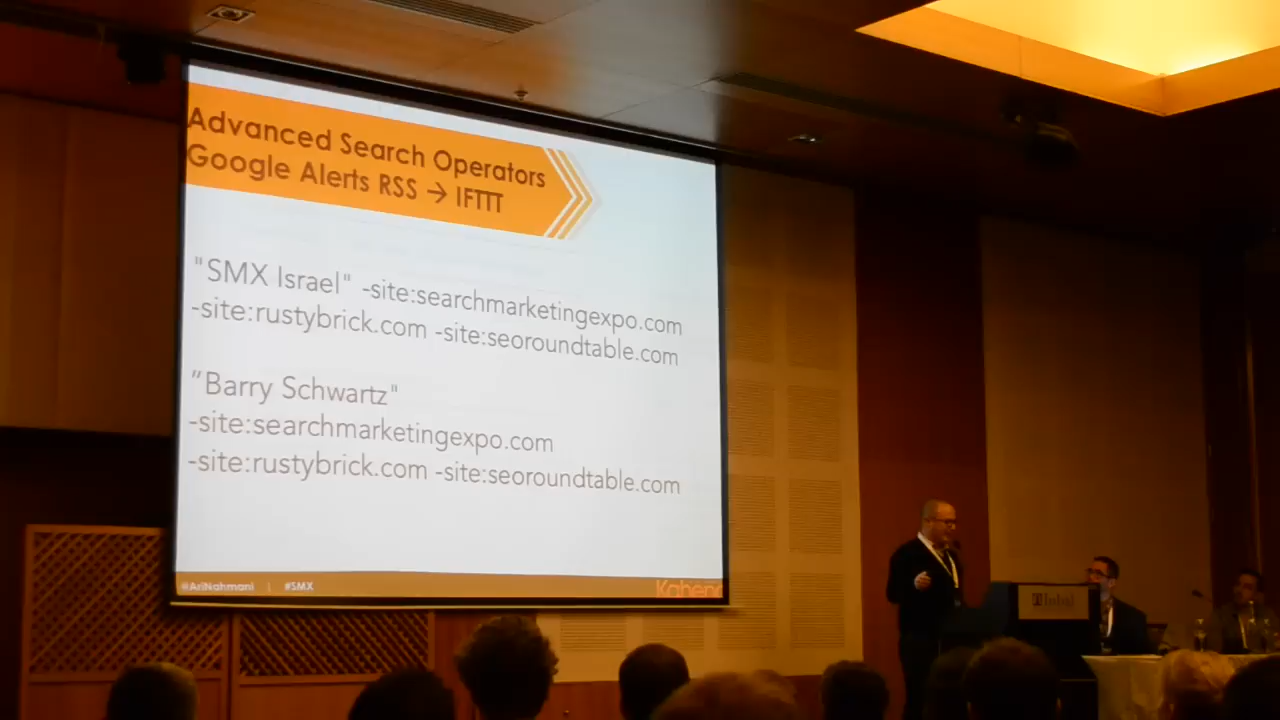 Advanced Search Operators
Google Alerts RSS → IFTTT
"SMX Israel" -site:searchmarketingexpo.com
-site:rustybrick.com -site:seoroundtable.com
"Barry Schwartz"
-site:searchmarketingexpo.com
-site:rustybrick.com -site:seoroundtable.com
@AriNahmani | #SMX